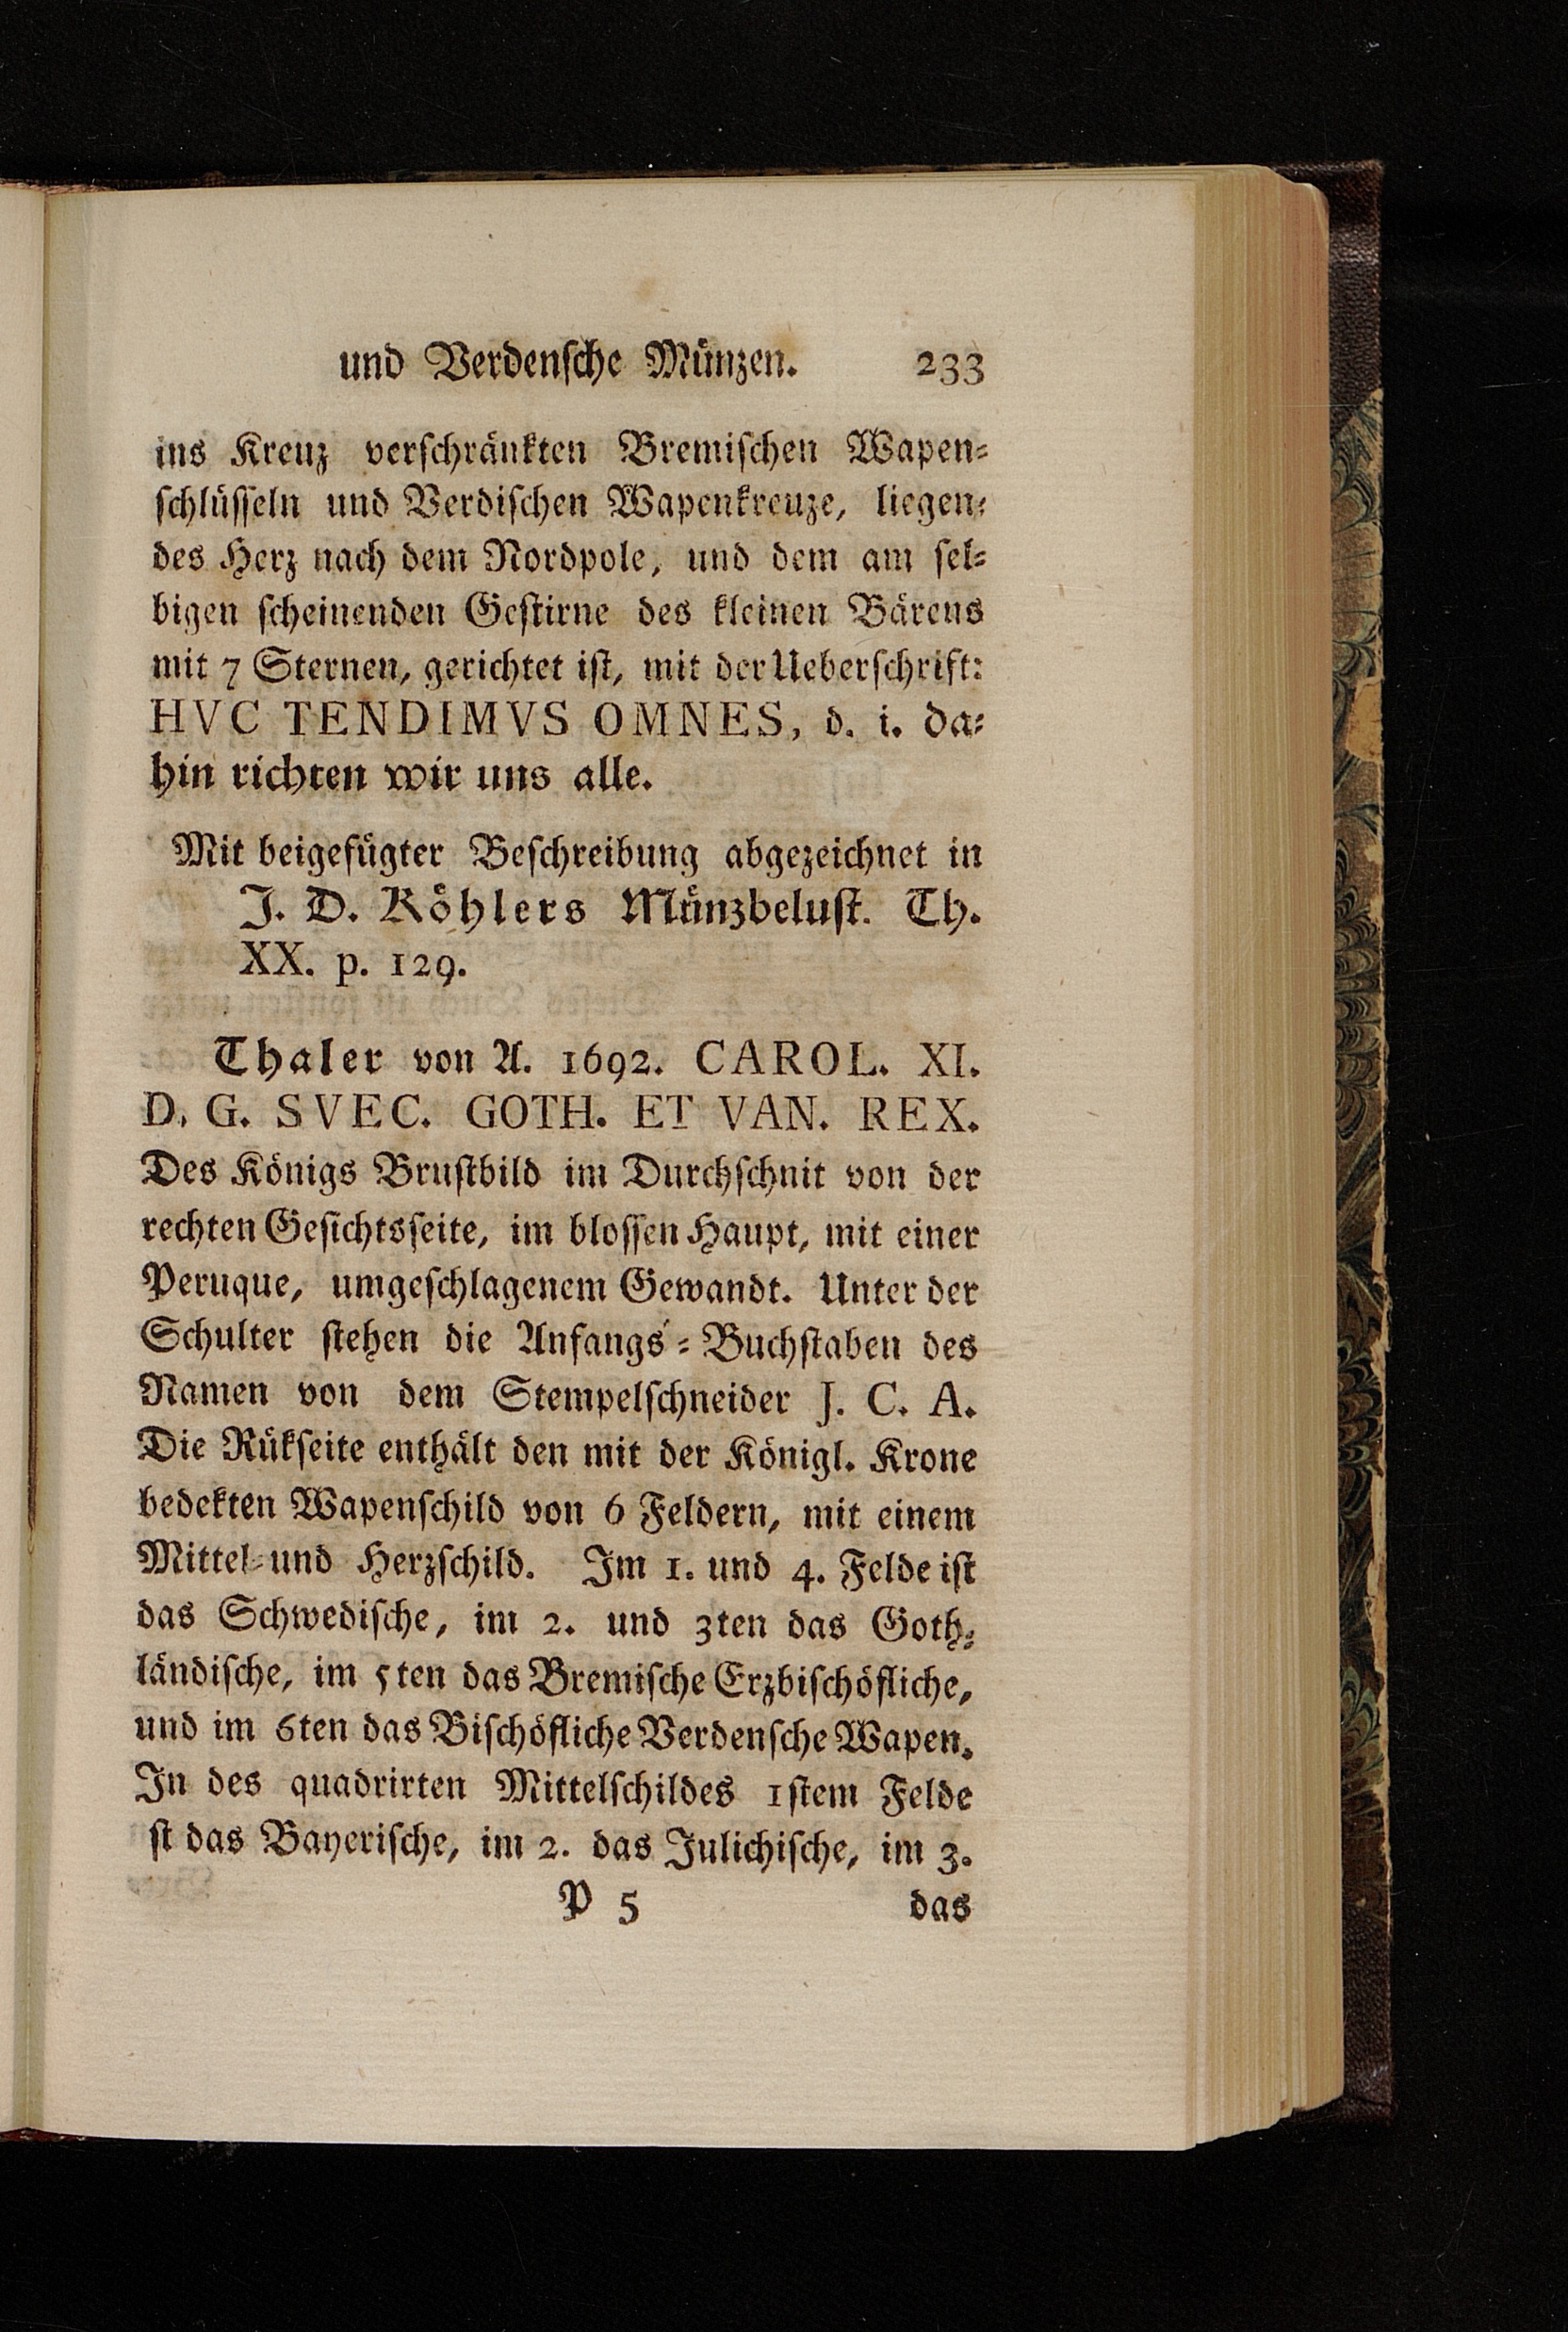 und Verdenſche Münzen. 233
ins Kreuz verſchränkten Bremiſchen Wapen⸗
ſchlüſſeln und Verdiſchen Wapenkreuze, liegen⸗
des Herz nach dem Nordpole, und dem am ſel⸗
bigen ſcheinenden Geſtirne des kleinen Bärens
mit 7 Sternen, gerichtet iſt, mit der Ueberſchrift:
HVC TENDIMVS OMNES, d. i. da⸗
hin richten wir uns alle.
Mit beigefügter Beſchreibung abgezeichnet in
J. D. Köhlers Münzbeluſt. Th.
XX. p. 129.
Thaler von A. 1692. CAROL. XI.
D. G. SVEC. GOTH. ET VAN. REX.
Des Königs Bruſtbild im Durchſchnit von der
rechten Geſichtsſeite, im bloſſen Haupt, mit einer
Peruque, umgeſchlagenem Gewandt. Unter der
Schulter ſtehen die Anfangs⸗Buchſtaben des
Namen von dem Stempelſchneider J. C. A.
Die Rükſeite enthält den mit der Königl. Krone
bedekten Wapenſchild von 6 Feldern, mit einem
Mittel⸗und Herzſchild. Im 1. und 4. Felde iſt
das Schwediſche, im 2. und 3ten das Goth⸗
ländiſche, im 5ten das Bremiſche Erzbiſchöfliche,
und im 6ten das Biſchöfliche Verdenſche Wapen.
In des quadrirten Mittelſchildes 1ſtem Felde
ſt das Bayeriſche, im 2. das Julichiſche, im 3.
P 5 das